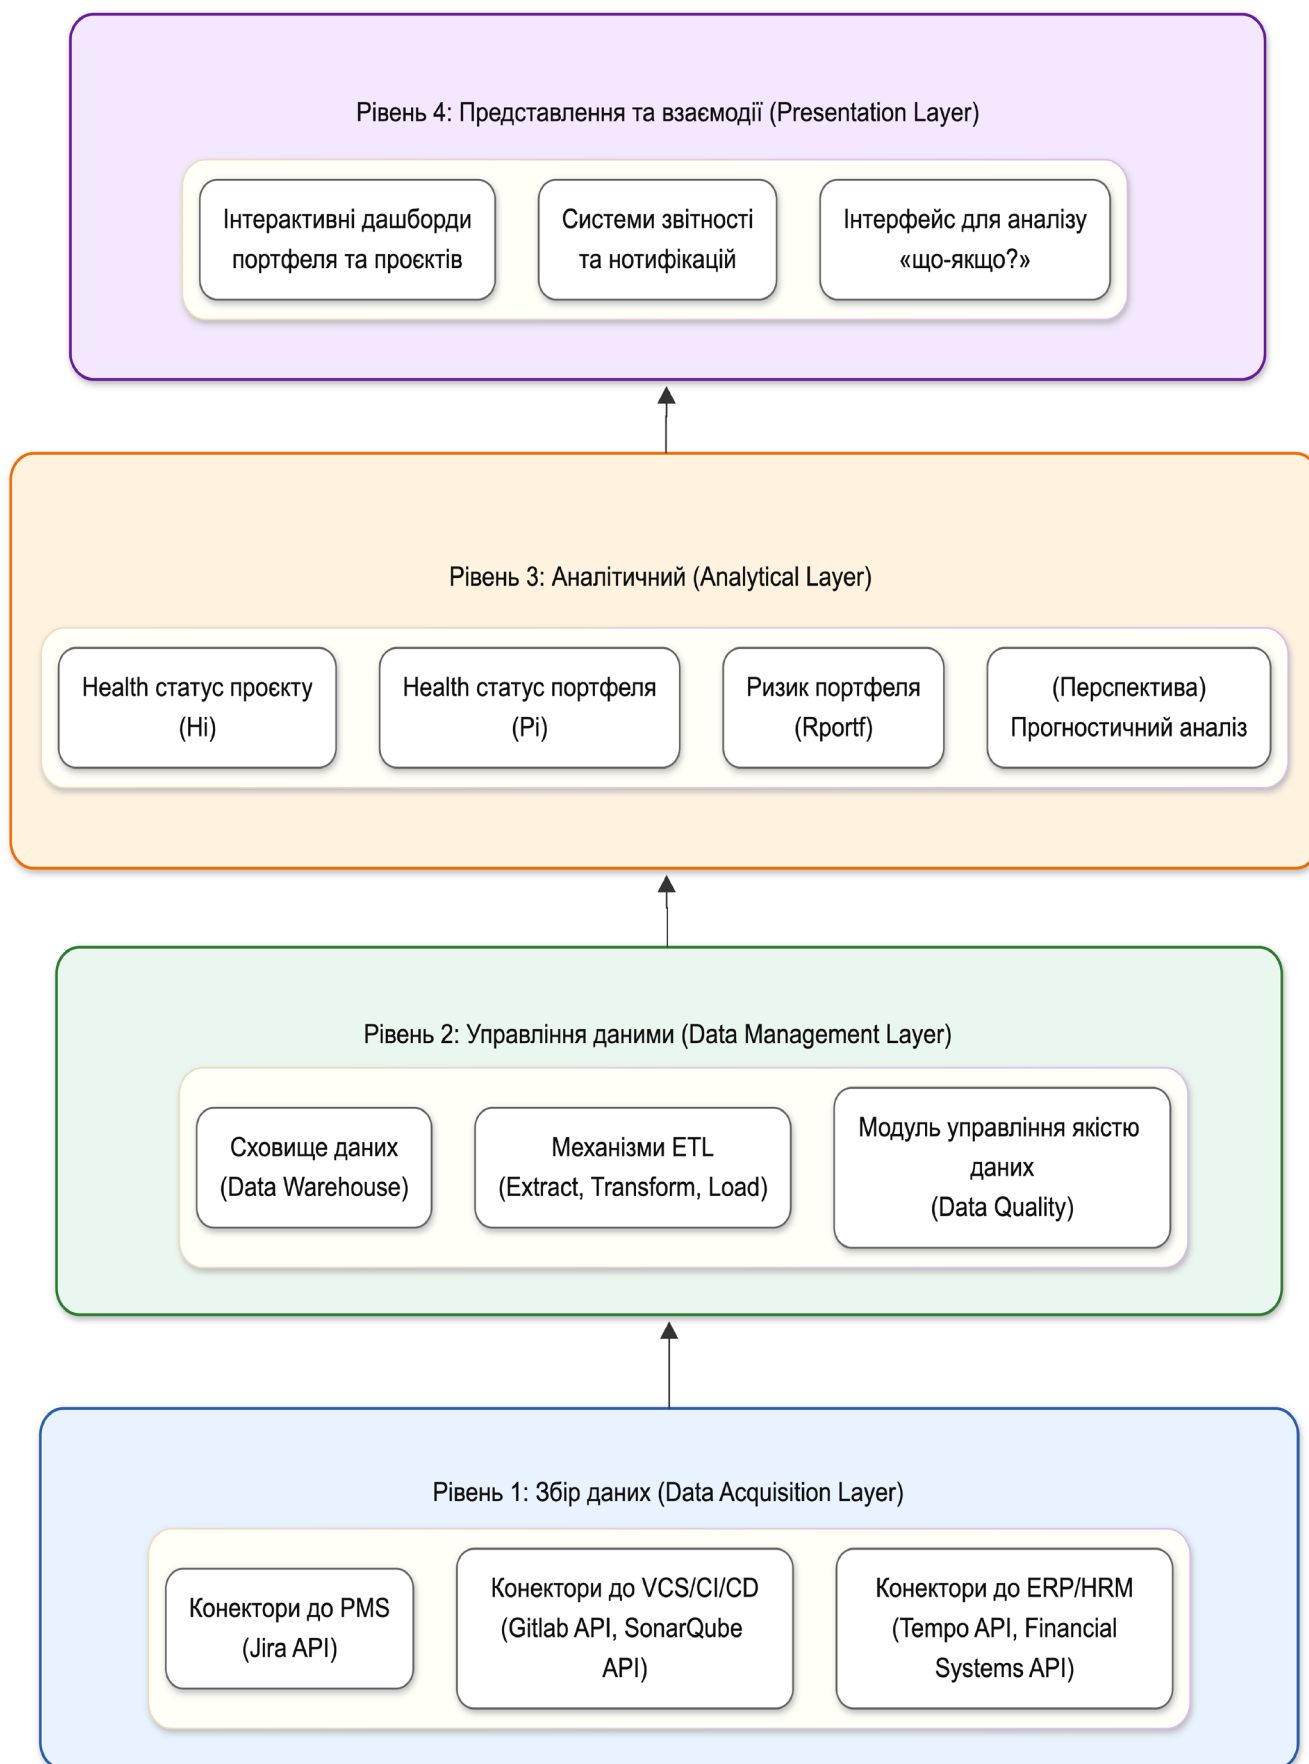 Рівень 4: Представлення та взаємодії (Presentation Layer)
Інтерактивні дашборди
портфеля та проєктів
Системи звітності
та нотифікацій
Інтерфейс для аналізу
«що-якщо?»
Рівень 3: Аналітичний (Analytical Layer)
Health статус проєкту
(Hi)
Health статус портфеля
(Pi)
Ризик портфеля
(Rportf)
(Перспектива)
Прогностичний аналіз
Рівень 2: Управління даними (Data Management Layer)
Сховище даних
(Data Warehouse)
Механізми ETL
(Extract, Transform, Load)
Модуль управління якістю
даних
(Data Quality)
Рівень 1: Збір даних (Data Acquisition Layer)
Конектори до PMS
(Jira API)
Конектори до VCS/CI/CD
(Gitlab API, SonarQube
API)
Конектори до ERP/HRM
(Tempo API, Financial
Systems API)